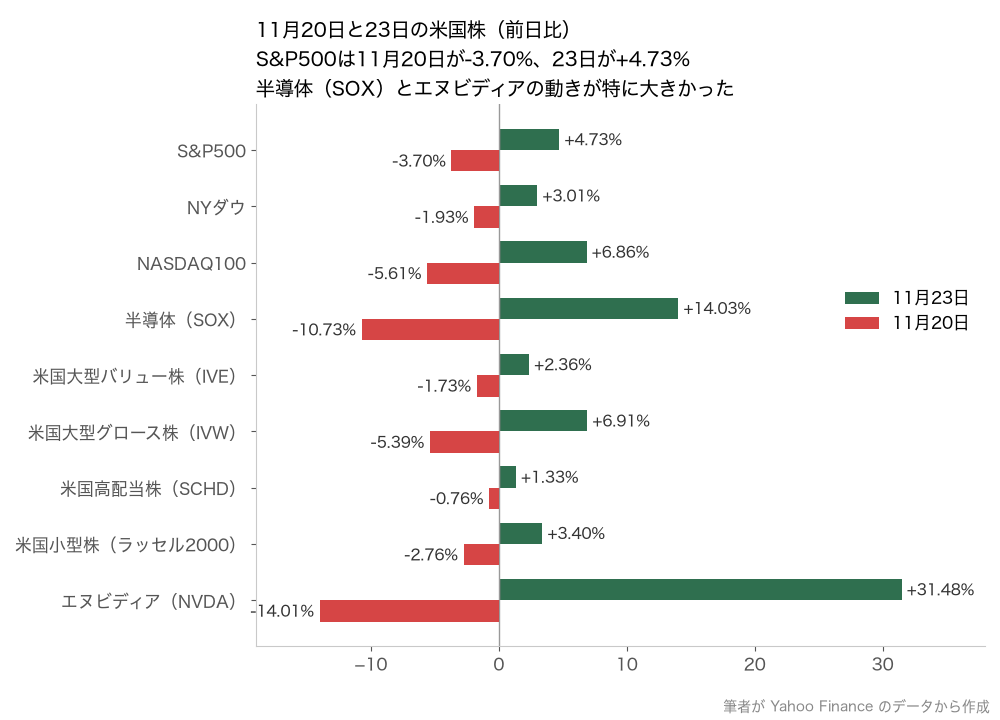 11月20日と23日の米国株（前日比）
S&P500は11月20日が-3.70%、23日が+4.73%
半導体（SOX）とエヌビディアの動きが特に大きかった
S&P500
+4.73%
-3.70%
NYダウ
+3.01%
-1.93%
NASDAQ100
+6.86%
-5.61%
半導体（SOX）
+14.03%
-10.73%
米国大型バリュー株（IVE）
+2.36%
-1.73%
米国大型グロース株（IVW）
+6.91%
-5.39%
米国高配当株（SCHD）
+1.33%
-0.76%
米国小型株（ラッセル2000）
+3.40%
-2.76%
エヌビディア（NVDA）
+31.48%
-14.01%
11月23日
11月20日
−10 0 10 20 30
筆者が Yahoo Finance のデータから作成